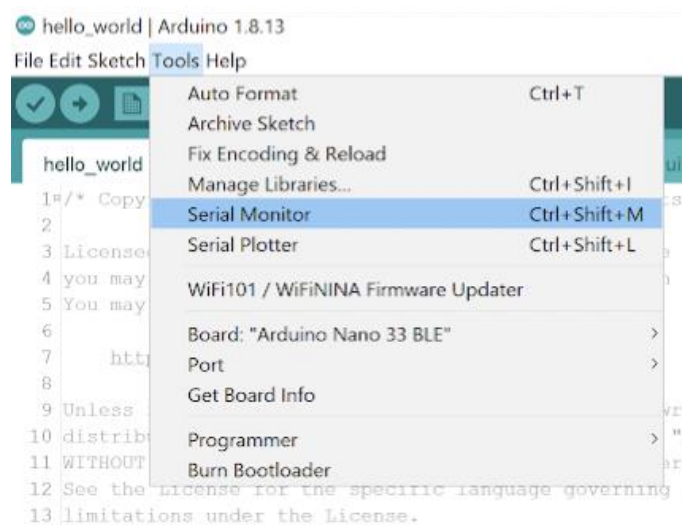 hello_world | Arduino 1.8.13
File Edit Sketch Tools Help
Auto Format Ctrl+T
Archive Sketch
Fix Encoding & Reload
hello_world
Manage Libraries... Ctrl+Shift+I
1 /* Copy
Serial Monitor Ctrl+Shift+M
2
Serial Plotter Ctrl+Shift+L
3 License
4 you may
WiFi101 / WiFiNINA Firmware Updater
5 You may
6
Board: "Arduino Nano 33 BLE"
7 http
Port
8
Get Board Info
9 Unless
10 distrib
Programmer
11 WITHOUT
Burn Bootloader
12 See the License for the specific language governing
13 limitations under the License.